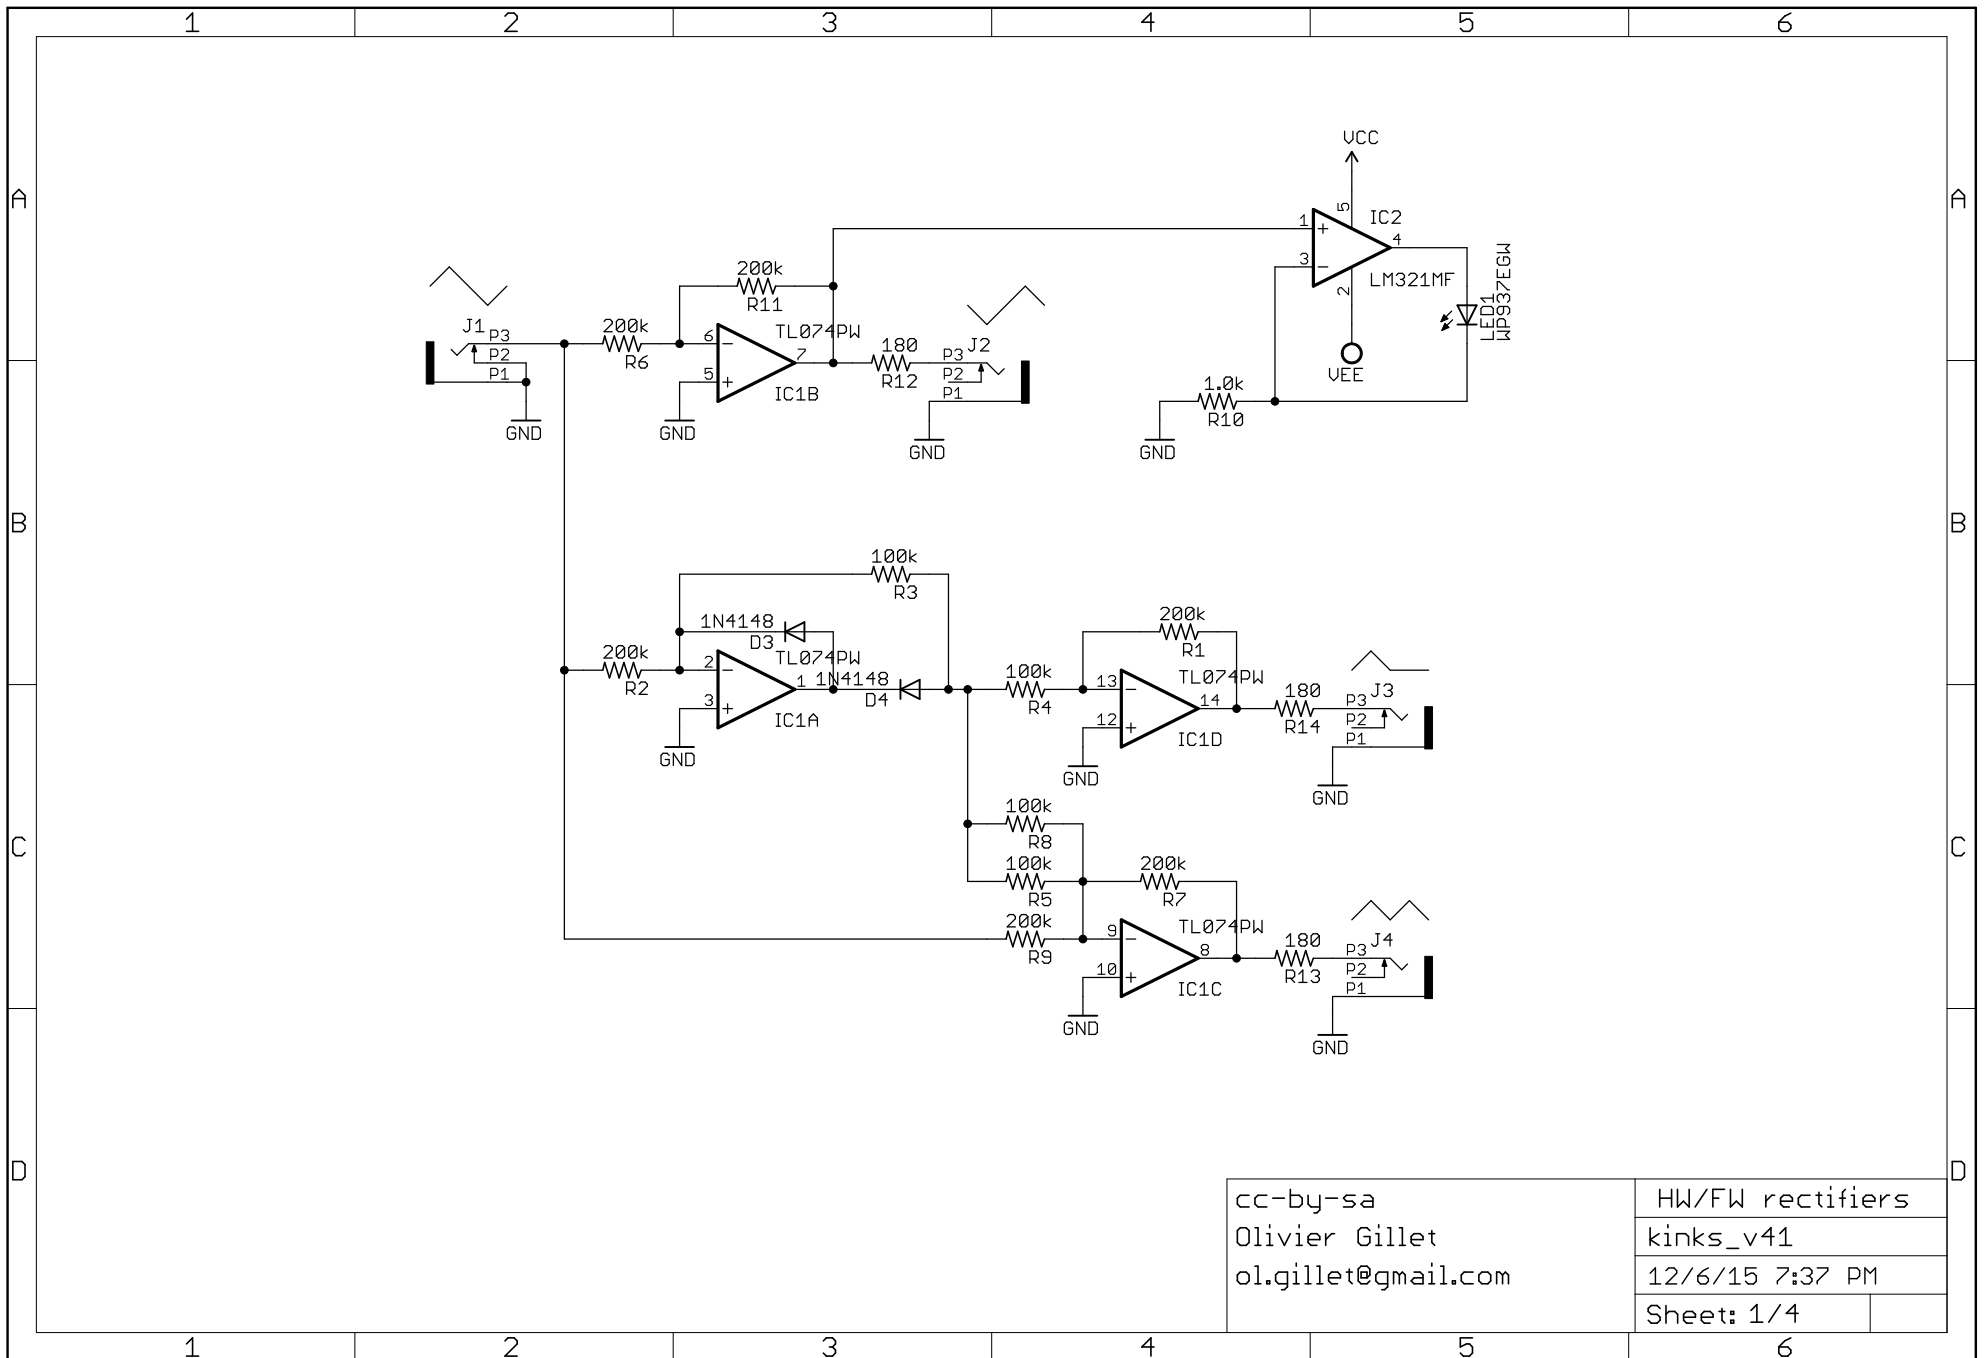 1 2 3 4 5 6
A A
B B
C C
D D
VCC
5
1
IC2
4
3
LM321MF
2
VEE
LED1
WP937EGW
1.0k
R10
GND
J1
P3
P2
P1
GND
200k
R6
200k
R11
6
TL074PW
7
5
IC1B
GND
180
R12
J2
P3
P2
P1
GND
100k
R3
1N4148
D3
200k
R2
2
TL074PW
1
3
IC1A
GND
1N4148
D4
100k
R4
200k
R1
13
TL074PW
14
12
IC1D
GND
180
R14
J3
P3
P2
P1
GND
100k
R8
100k
R5
200k
R9
200k
R7
9
TL074PW
8
10
IC1C
GND
180
R13
J4
P3
P2
P1
GND
cc-by-sa
Olivier Gillet
ol.gillet@gmail.com
HW/FW rectifiers
kinks_v41
12/6/15 7:37 PM
Sheet: 1/4
1 2 3 4 5 6